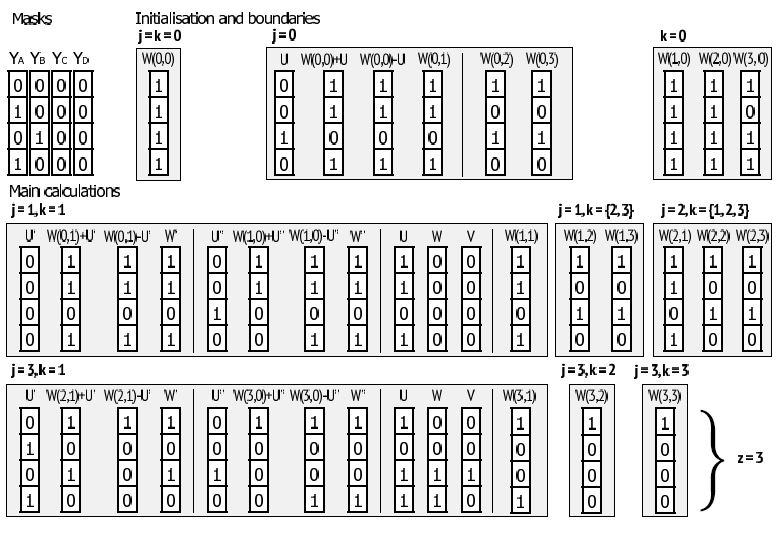 Masks Initialisation and boundaries
j=k=0 j=0 k=0
YA YB YC YD W(0,0) U W(0,0)+U W(0,0)-U W(0,1) W(0,2) W(0,3) W(1,0) W(2,0) W(3,0)
0 0 0 0 1 0 1 1 1 1 1 1 1 1
1 0 0 0 1 0 1 1 1 0 0 1 1 0
0 1 0 0 1 1 0 0 0 1 1 1 1 1
1 0 0 0 1 0 1 1 1 0 0 1 1 1
Main calculations
j=1,k=1 j=1,k={2,3} j=2,k={1,2,3}
U' W(0,1)+U' W(0,1)-U' W' U'' W(1,0)+U'' W(1,0)-U'' W'' U W V W(1,1) W(1,2) W(1,3) W(2,1) W(2,2) W(2,3)
0 1 1 1 0 1 1 1 1 0 0 1 1 1 1 1 1
0 1 1 1 0 1 1 1 1 0 0 1 0 0 1 0 0
0 0 0 0 1 0 0 0 1 0 0 1 1 1 0 1 1
0 1 1 1 0 0 1 1 1 0 0 1 0 0 1 0 0
j=3,k=1 j=3,k=2 j=3,k=3
U' W(2,1)+U' W(2,1)-U' W' U'' W(3,0)+U'' W(3,0)-U'' W'' U W V W(3,1) W(3,2) W(3,3)
0 1 1 1 0 1 1 1 1 0 0 1 1 1
1 1 0 0 0 0 0 0 1 0 0 0 0 0
0 1 0 1 1 0 0 0 1 1 1 0 0 0
1 0 0 0 0 0 1 1 1 0 0 1 0 0
z=3